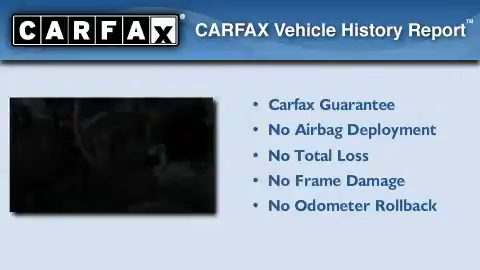 CARFAX®
CARFAX Vehicle History Report™
• Carfax Guarantee
• No Airbag Deployment
• No Total Loss
• No Frame Damage
• No Odometer Rollback